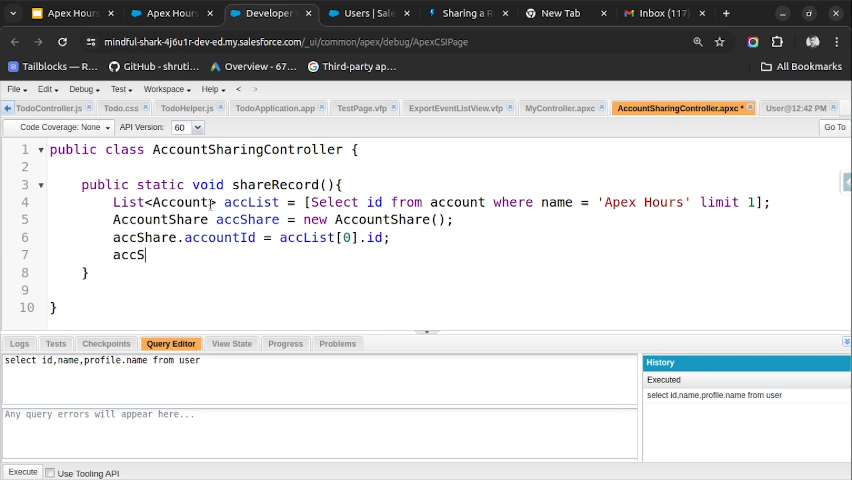 Apex Hours
Apex Hours
Developer
Users | Sale
Sharing a R
New Tab
Inbox (117)
mindful-shark-4j6u1r-dev-ed.my.salesforce.com/_ui/common/apex/debug/ApexCSIPage
Tailblocks — R...
GitHub - shruti...
Overview - 67...
Third-party ap...
All Bookmarks
File Edit Debug Test Workspace Help < >
TodoController.js
Todo.css
TodoHelper.js
TodoApplication.app
TestPage.vfp
ExportEventListView.vfp
MyController.apxc
AccountSharingController.apxc *
User@12:42 PM
Code Coverage: None API Version: 60 Go To
1 public class AccountSharingController {
2
3 public static void shareRecord(){
4 List<Account> accList = [Select id from account where name = 'Apex Hours' limit 1];
5 AccountShare accShare = new AccountShare();
6 accShare.accountId = accList[0].id;
7 accS
8 }
9
10 }
Logs Tests Checkpoints Query Editor View State Progress Problems
select id,name,profile.name from user
Any query errors will appear here...
History
Executed
select id,name,profile.name from user
Execute Use Tooling API